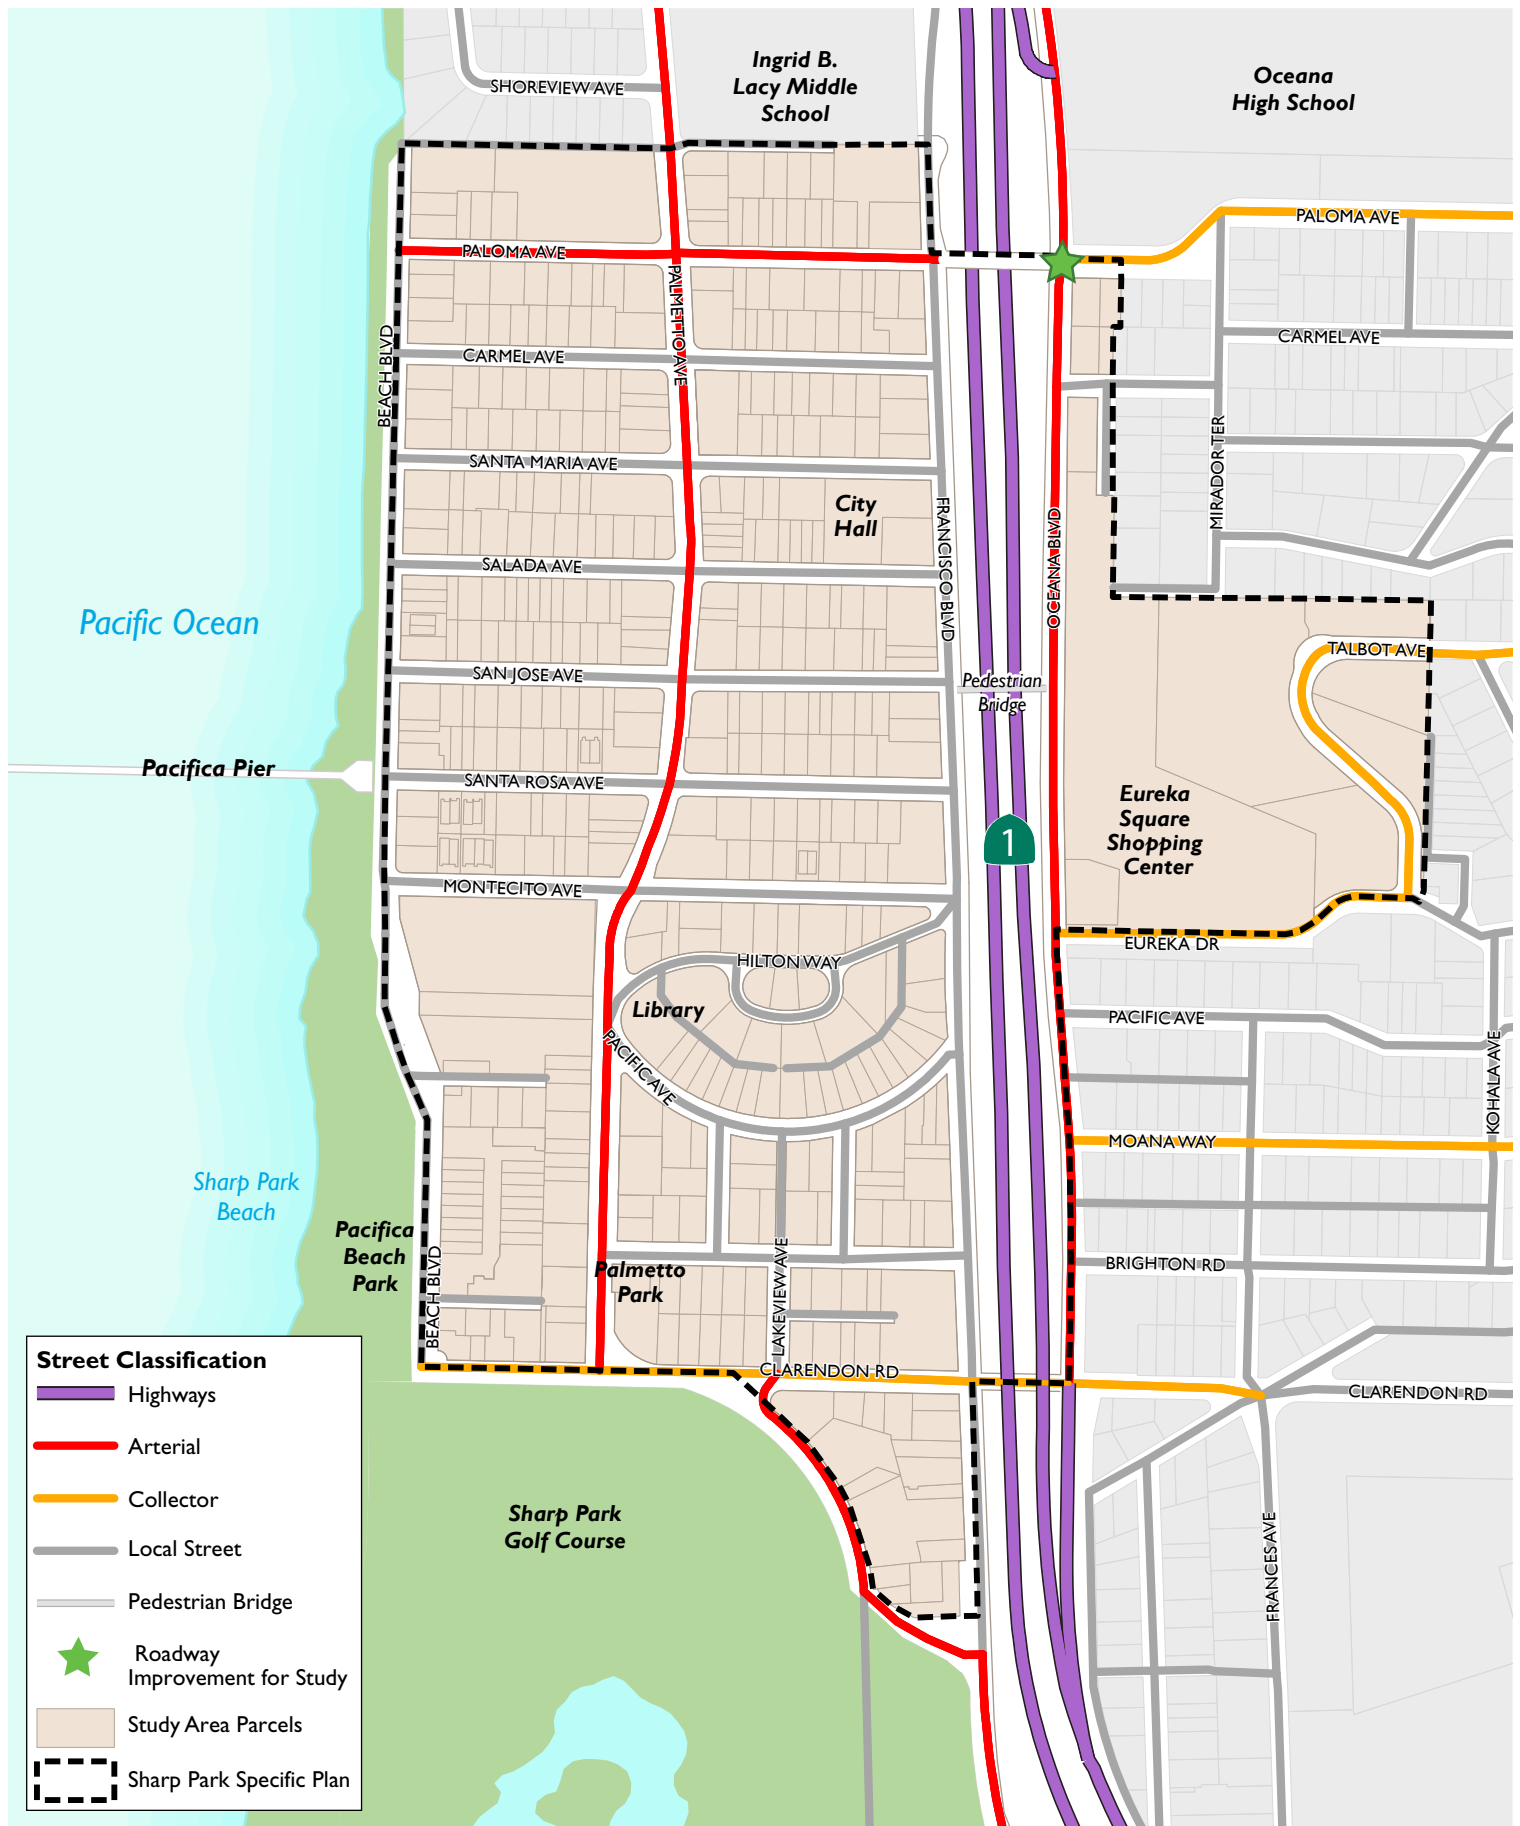 Ingrid B.
Lacy Middle
School
Oceana
High School
SHOREVIEW AVE
PALOMA AVE
PALOMA AVE
PALMETTO AVE
BEACH BLVD
CARMEL AVE
CARMEL AVE
MIRADOR TER
SANTA MARIA AVE
City
Hall
FRANCISCO BLVD
OCEANA BLVD
SALADA AVE
Pacific Ocean
TALBOT AVE
SAN JOSE AVE
Pedestrian
Bridge
Pacifica Pier
SANTA ROSA AVE
Eureka
Square
Shopping
Center
1
MONTECITO AVE
EUREKA DR
HILTON WAY
Library
PACIFIC AVE
PACIFIC AVE
KOHALA AVE
MOANA WAY
Sharp Park
Beach
Pacifica
Beach
Park
BEACH BLVD
Palmetto
Park
LAKEVIEW AVE
BRIGHTON RD
CLARENDON RD
CLARENDON RD
Sharp Park
Golf Course
FRANCES AVE
Street Classification
Highways
Arterial
Collector
Local Street
Pedestrian Bridge
Roadway
Improvement for Study
Study Area Parcels
Sharp Park Specific Plan